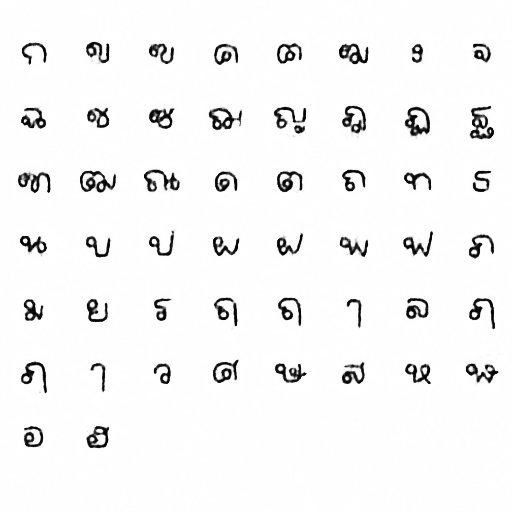 ก ข ฃ ค ฅ ฆ ง จ
ฉ ช ซ ฌ ญ ฎ ฏ ฐ
ฑ ฒ ณ ด ต ถ ท ธ
น บ ป ผ ฝ พ ฟ ภ
ม ย ร ฤ ฤ ๅ ล ฦ
ฦ ๅ ว ศ ษ ส ห ฬ
อ ฮ